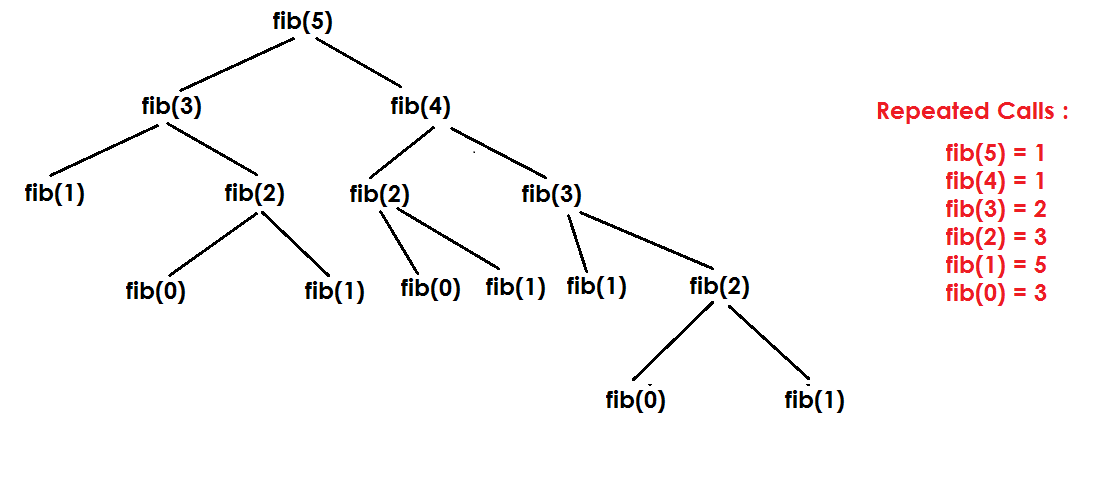 fib(5)
fib(3) fib(4)
Repeated Calls :
fib(5) = 1
fib(4) = 1
fib(3) = 2
fib(2) = 3
fib(1) = 5
fib(0) = 3
fib(1) fib(2) fib(2) fib(3)
fib(0) fib(1) fib(0) fib(1) fib(1) fib(2)
fib(0) fib(1)